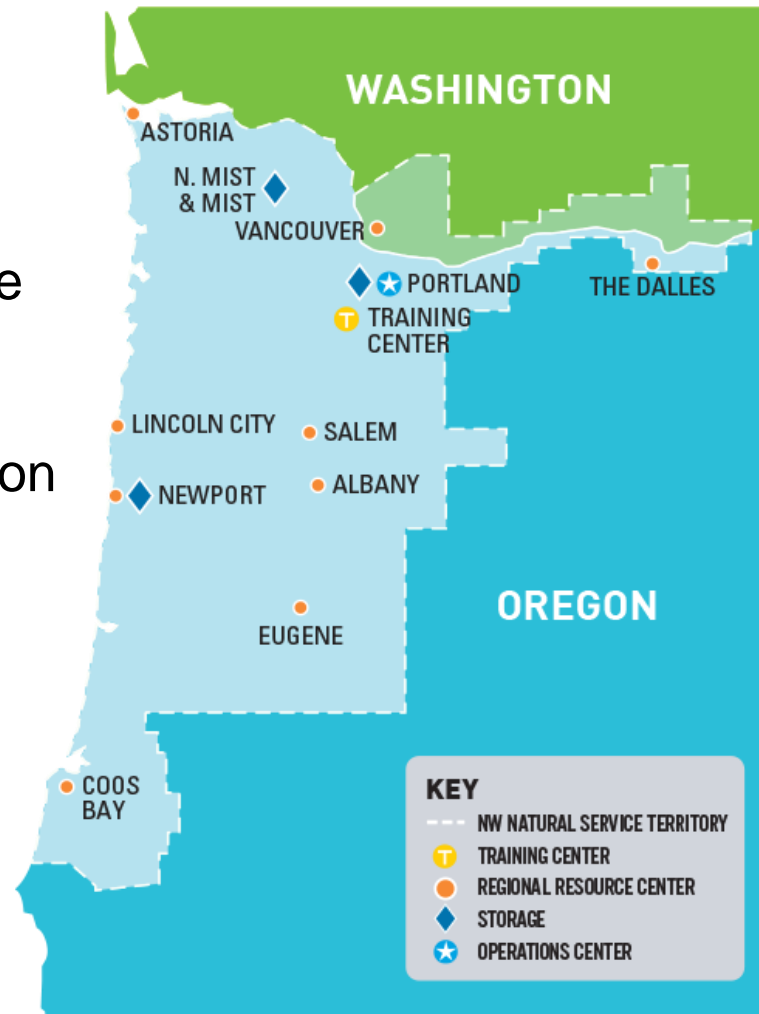 WASHINGTON
ASTORIA
N. MIST
& MIST
VANCOUVER
e
PORTLAND
THE DALLES
T
TRAINING
CENTER
LINCOLN CITY
SALEM
on
NEWPORT
ALBANY
OREGON
EUGENE
COOS
BAY
KEY
NW NATURAL SERVICE TERRITORY
T TRAINING CENTER
REGIONAL RESOURCE CENTER
STORAGE
OPERATIONS CENTER